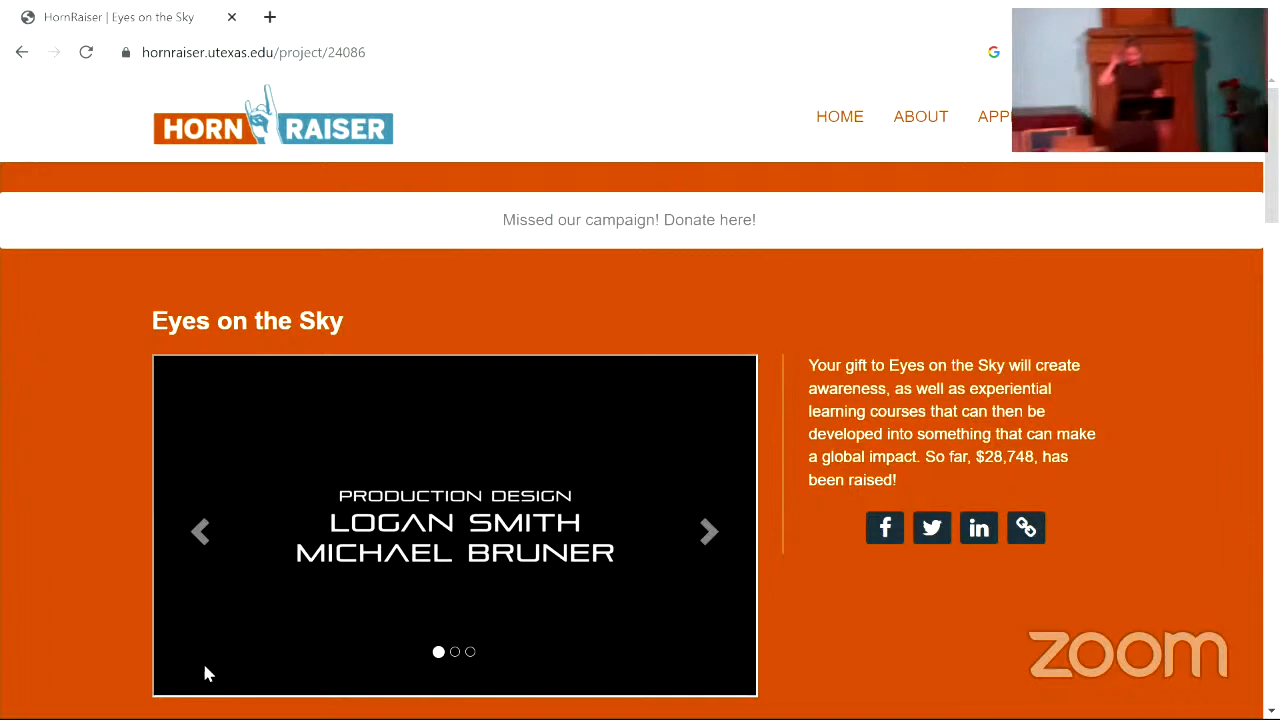 HornRaiser | Eyes on the Sky
hornraiser.utexas.edu/project/24086
HORN RAISER
HOME ABOUT
Missed our campaign! Donate here!
Eyes on the Sky
PRODUCTION DESIGN
LOGAN SMITH
MICHAEL BRUNER
Your gift to Eyes on the Sky will create
awareness, as well as experiential
learning courses that can then be
developed into something that can make
a global impact. So far, $28,748, has
been raised!
zoom